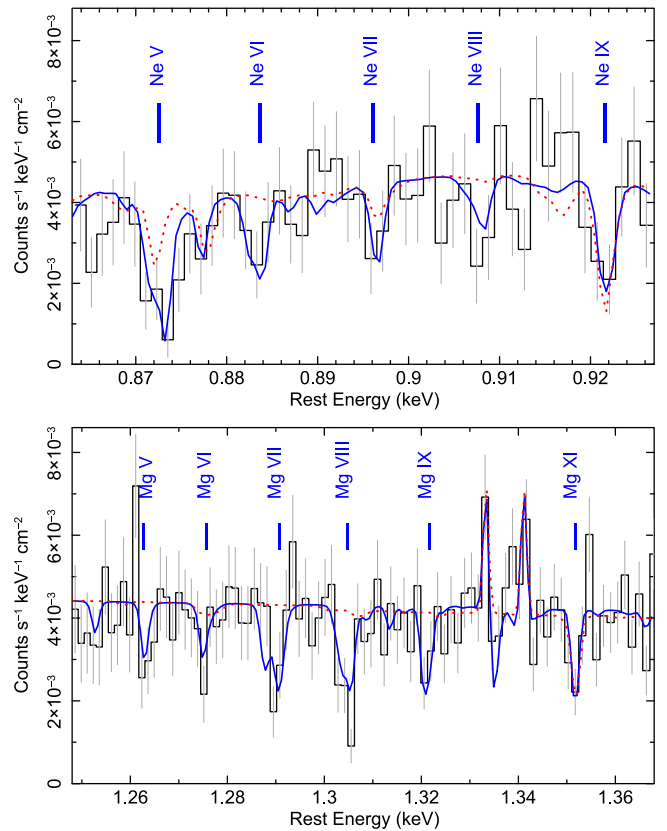 Ne V
Ne VI
Ne VII
Ne VIII
Ne IX
8×10⁻³
6×10⁻³
4×10⁻³
2×10⁻³
0
Counts s⁻¹ keV⁻¹ cm⁻²
0.87
0.88
0.89
0.9
0.91
0.92
Rest Energy (keV)
Mg V
Mg VI
Mg VII
Mg VIII
Mg IX
Mg XI
8×10⁻³
6×10⁻³
4×10⁻³
2×10⁻³
0
Counts s⁻¹ keV⁻¹ cm⁻²
1.26
1.28
1.3
1.32
1.34
1.36
Rest Energy (keV)